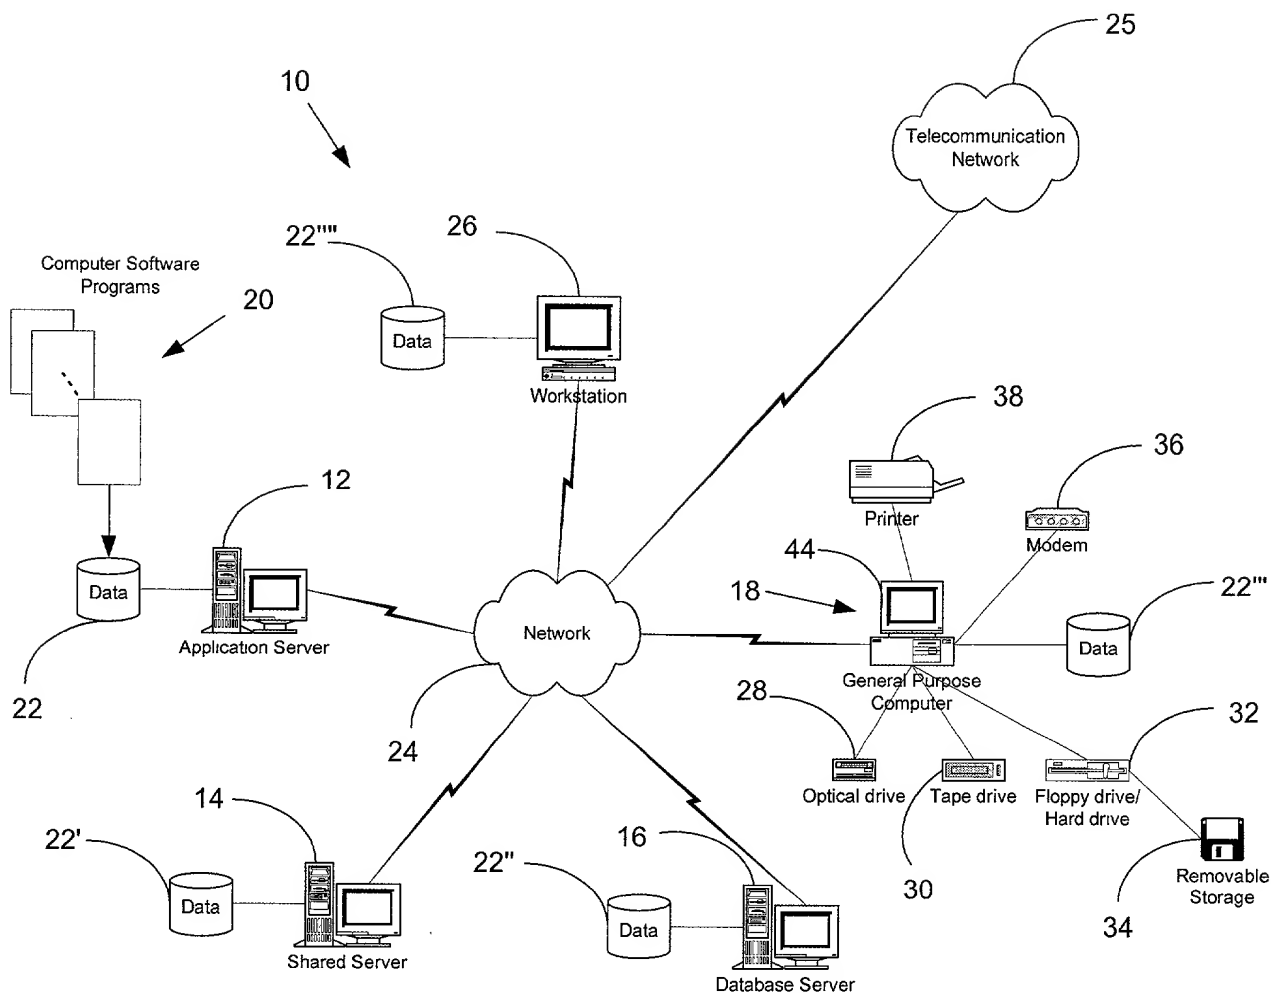 25
10
Telecommunication
Network
22""
26
Computer Software
Programs
20
Data
Workstation
38
36
12
Printer
Modem
44
18
22'''
Data
Application Server
Network
Data
General Purpose
Computer
22
24
28
32
Optical drive
Tape drive
Floppy drive/
Hard drive
14
22'
16
22"
30
34
Removable
Storage
Data
Shared Server
Data
Database Server